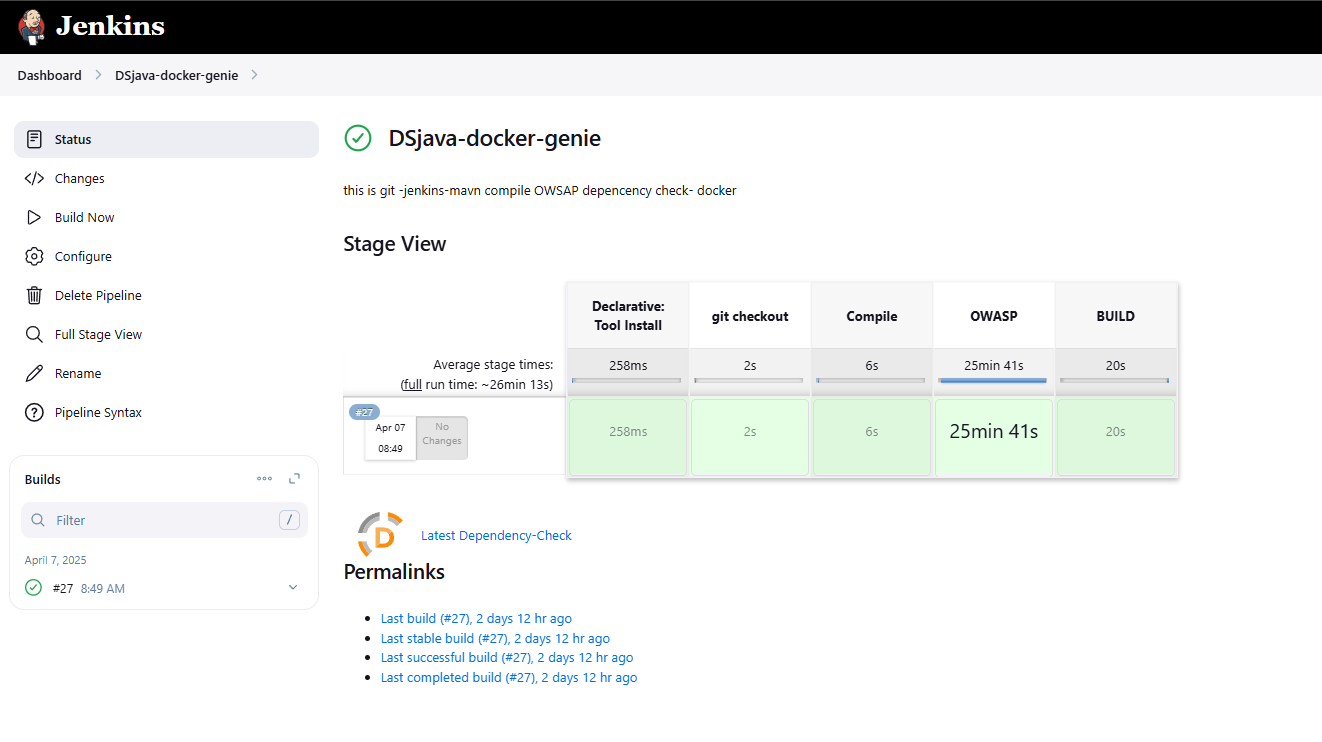 Jenkins
Dashboard
DSjava-docker-genie
Status
Changes
Build Now
Configure
Delete Pipeline
Full Stage View
Rename
Pipeline Syntax
Builds
Filter
/
April 7, 2025
#27 8:49 AM
DSjava-docker-genie
this is git -jenkins-mavn compile OWSAP depencency check- docker
Stage View
Declarative:
Tool Install
git checkout
Compile
OWASP
BUILD
Average stage times:
(full run time: ~26min 13s)
258ms
2s
6s
25min 41s
20s
#27
Apr 07
08:49
No
Changes
258ms
2s
6s
25min 41s
20s
D
Latest Dependency-Check
Permalinks
Last build (#27), 2 days 12 hr ago
Last stable build (#27), 2 days 12 hr ago
Last successful build (#27), 2 days 12 hr ago
Last completed build (#27), 2 days 12 hr ago